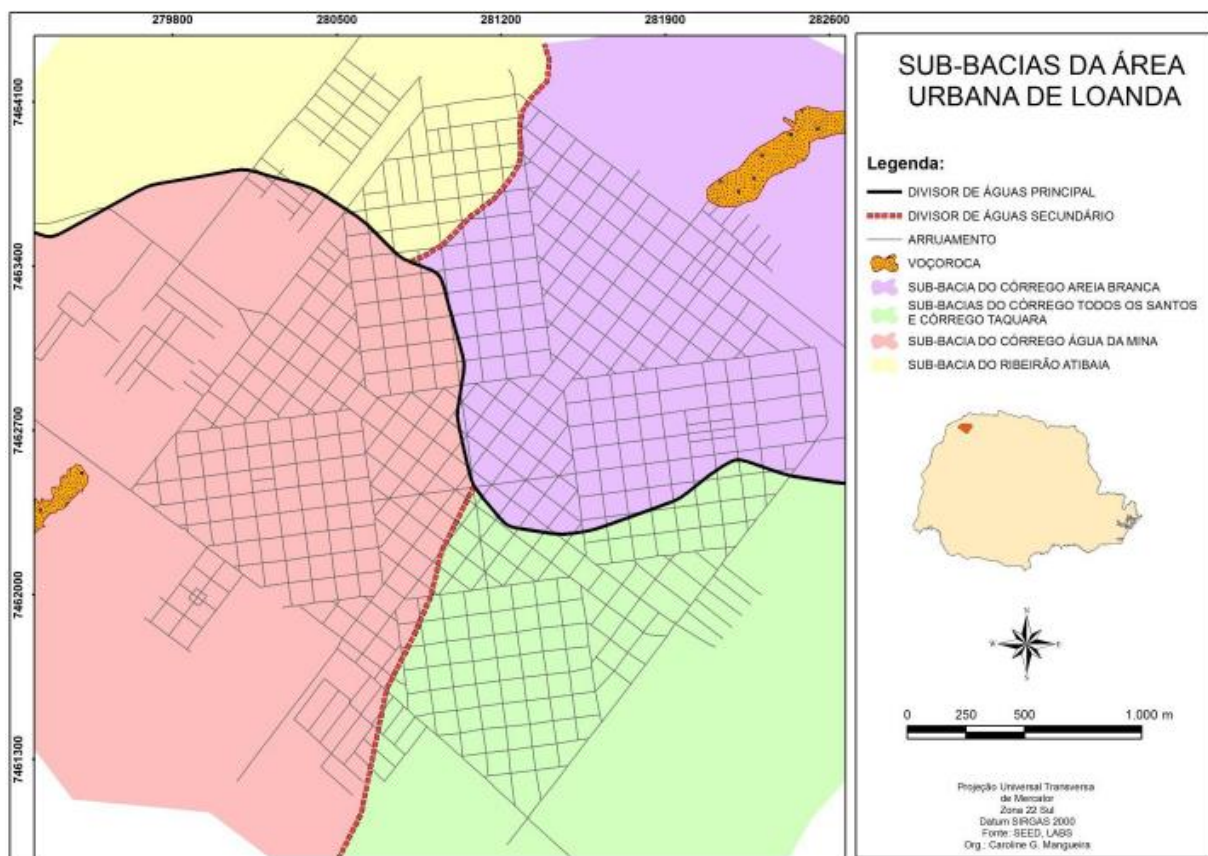 279800
280500
281200
281900
282600
7464100
7463400
7462700
7462000
7461300
SUB-BACIAS DA ÁREA
URBANA DE LOANDA
Legenda:
DIVISOR DE ÁGUAS PRINCIPAL
DIVISOR DE ÁGUAS SECUNDÁRIO
ARRUAMENTO
VOÇOROCA
SUB-BACIA DO CÓRREGO AREIA BRANCA
SUB-BACIAS DO CÓRREGO TODOS OS SANTOS
E CÓRREGO TAQUARA
SUB-BACIA DO CÓRREGO ÁGUA DA MINA
SUB-BACIA DO RIBEIRÃO ATIBAIA
N
W
E
S
0
250
500
1,000 m
Projeção Universal Transversa
de Mercator
Zona 22 Sul
Datum SIRGAS 2000
Fonte: SEED, LABS
Org.: Caroline G. Mangueira